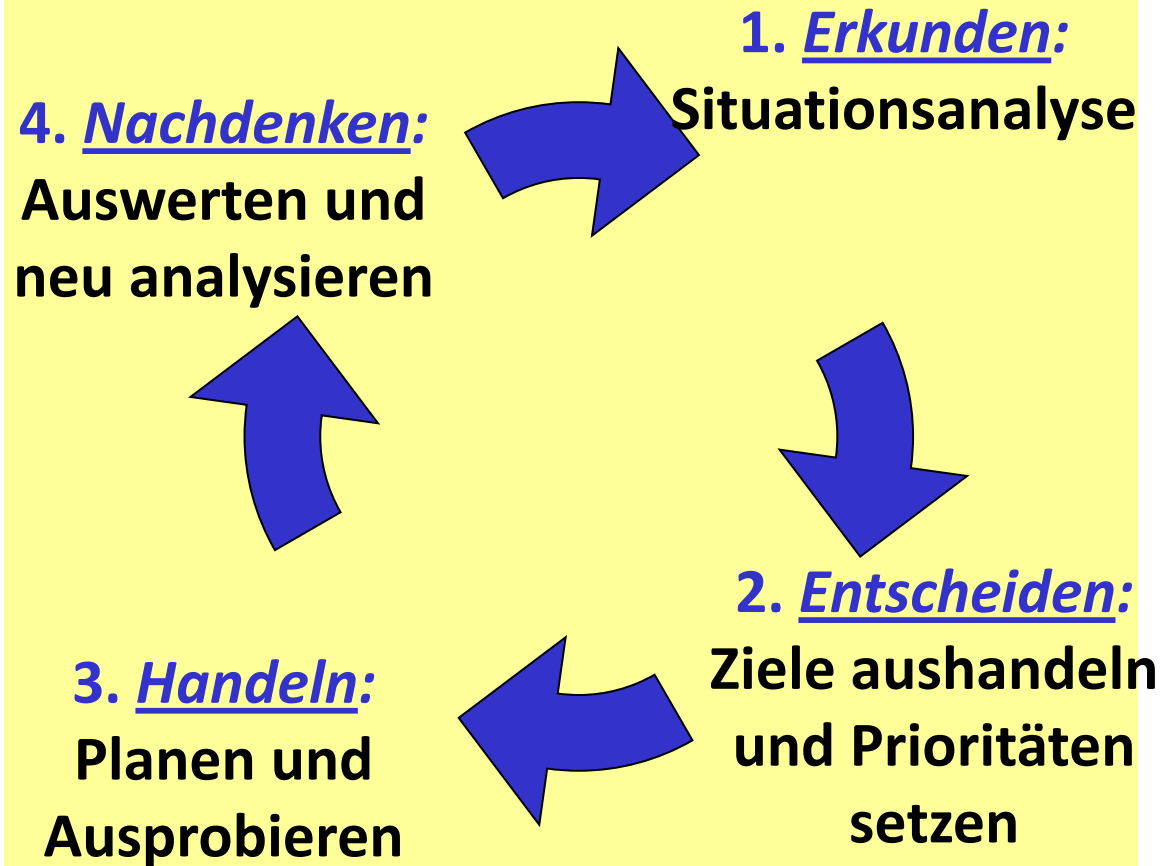 1. Erkunden:
Situationsanalyse
2. Entscheiden:
Ziele aushandeln
und Prioritäten
setzen
3. Handeln:
Planen und
Ausprobieren
4. Nachdenken:
Auswerten und
neu analysieren